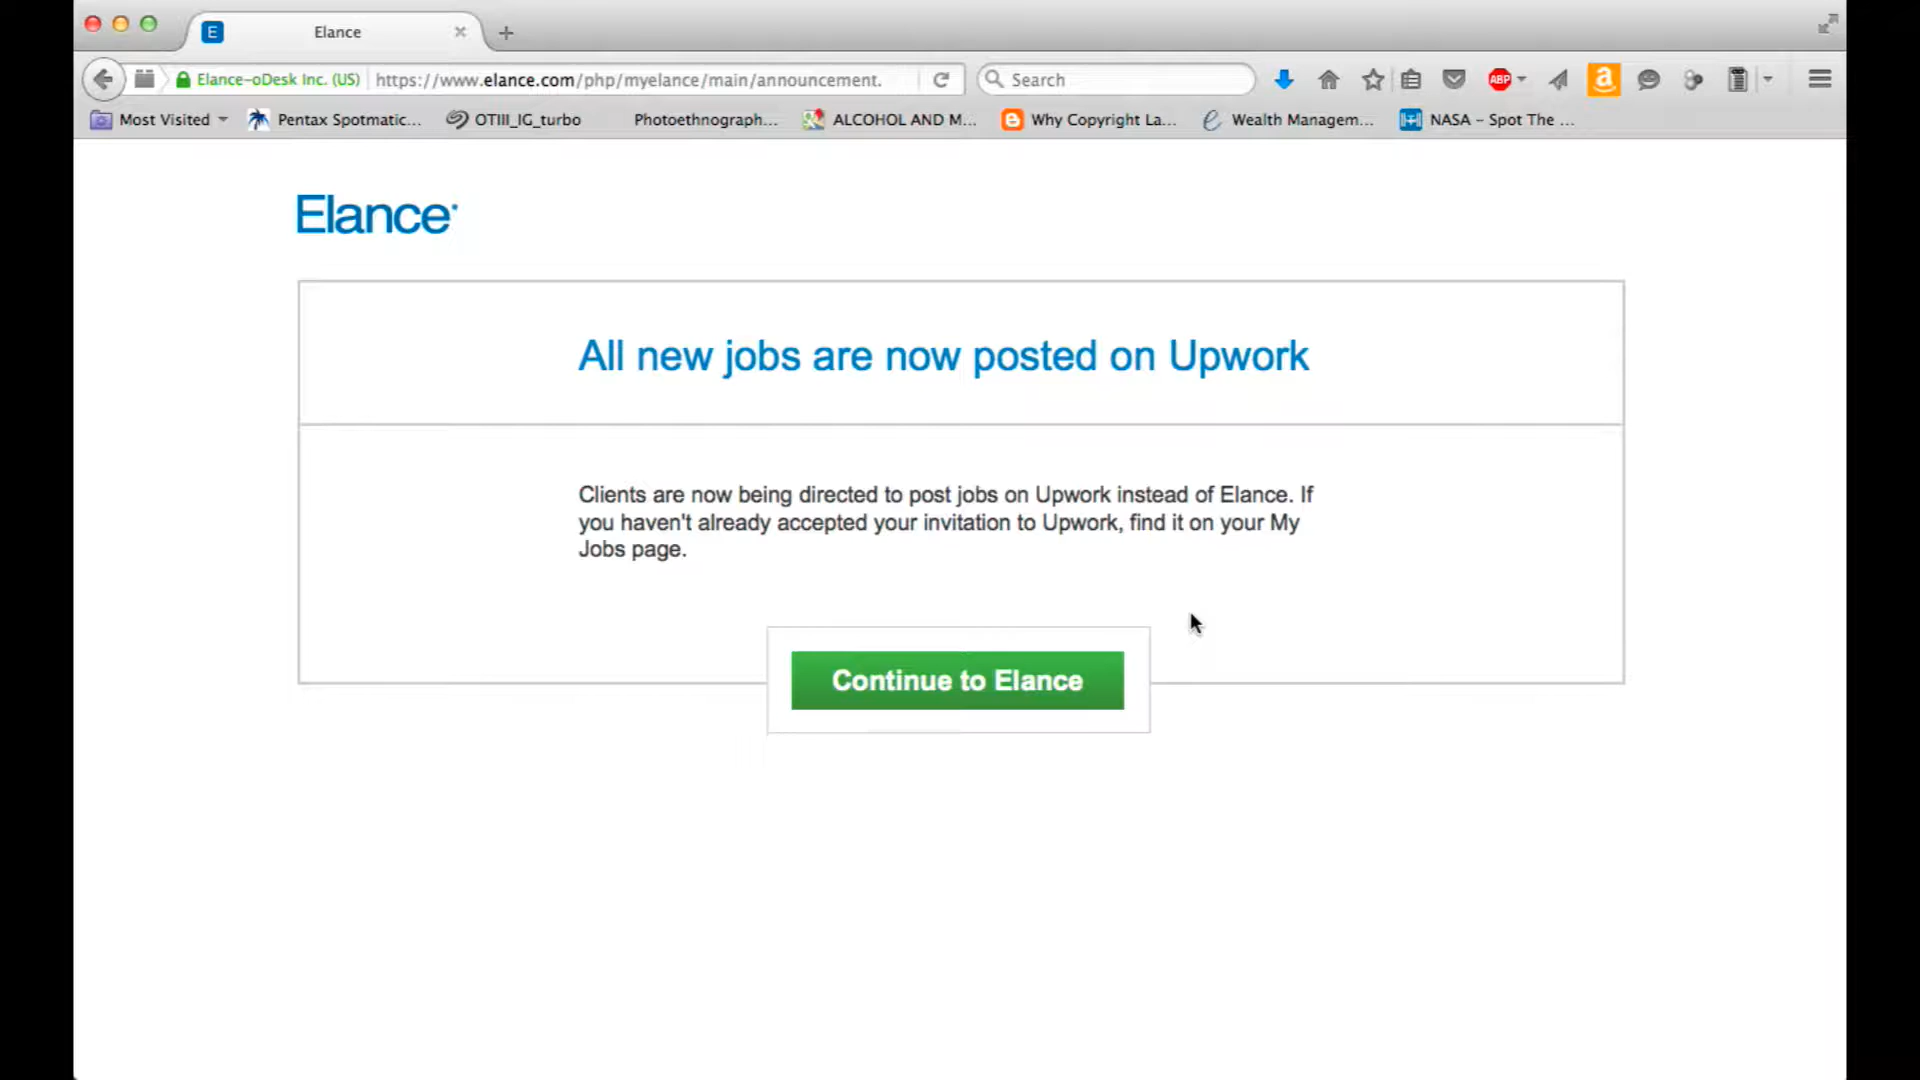 E Elance
Elance-oDesk Inc. (US) https://www.elance.com/php/myelance/main/announcement. Search ABP a
Most Visited Pentax Spotmatic... OTIII_IG_turbo Photoethnograph... ALCOHOL AND M... Why Copyright La... Wealth Managem... NASA - Spot The ...
Elance
All new jobs are now posted on Upwork
Clients are now being directed to post jobs on Upwork instead of Elance. If
you haven't already accepted your invitation to Upwork, find it on your My
Jobs page.
Continue to Elance